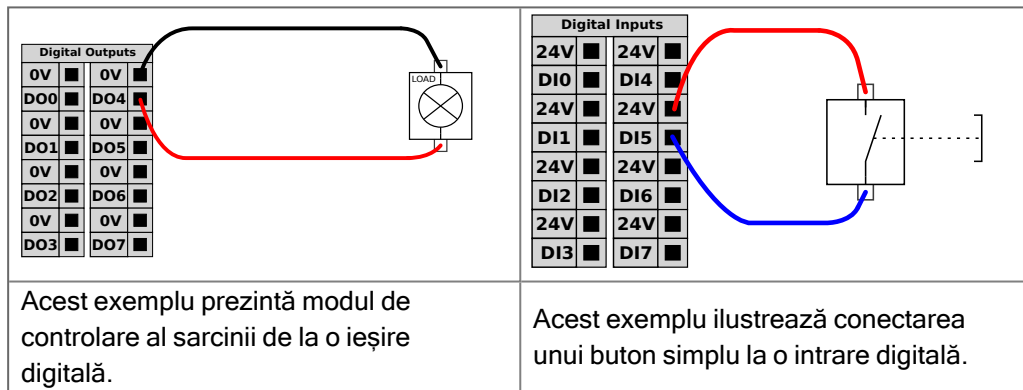 Digital Outputs
0V 0V
DO0 DO4
0V 0V
DO1 DO5
0V 0V
DO2 DO6
0V 0V
DO3 DO7
LOAD
Digital Inputs
24V 24V
DI0 DI4
24V 24V
DI1 DI5
24V 24V
DI2 DI6
24V 24V
DI3 DI7
Acest exemplu prezintă modul de
controlare al sarcinii de la o ieșire
digitală.
Acest exemplu ilustrează conectarea
unui buton simplu la o intrare digitală.